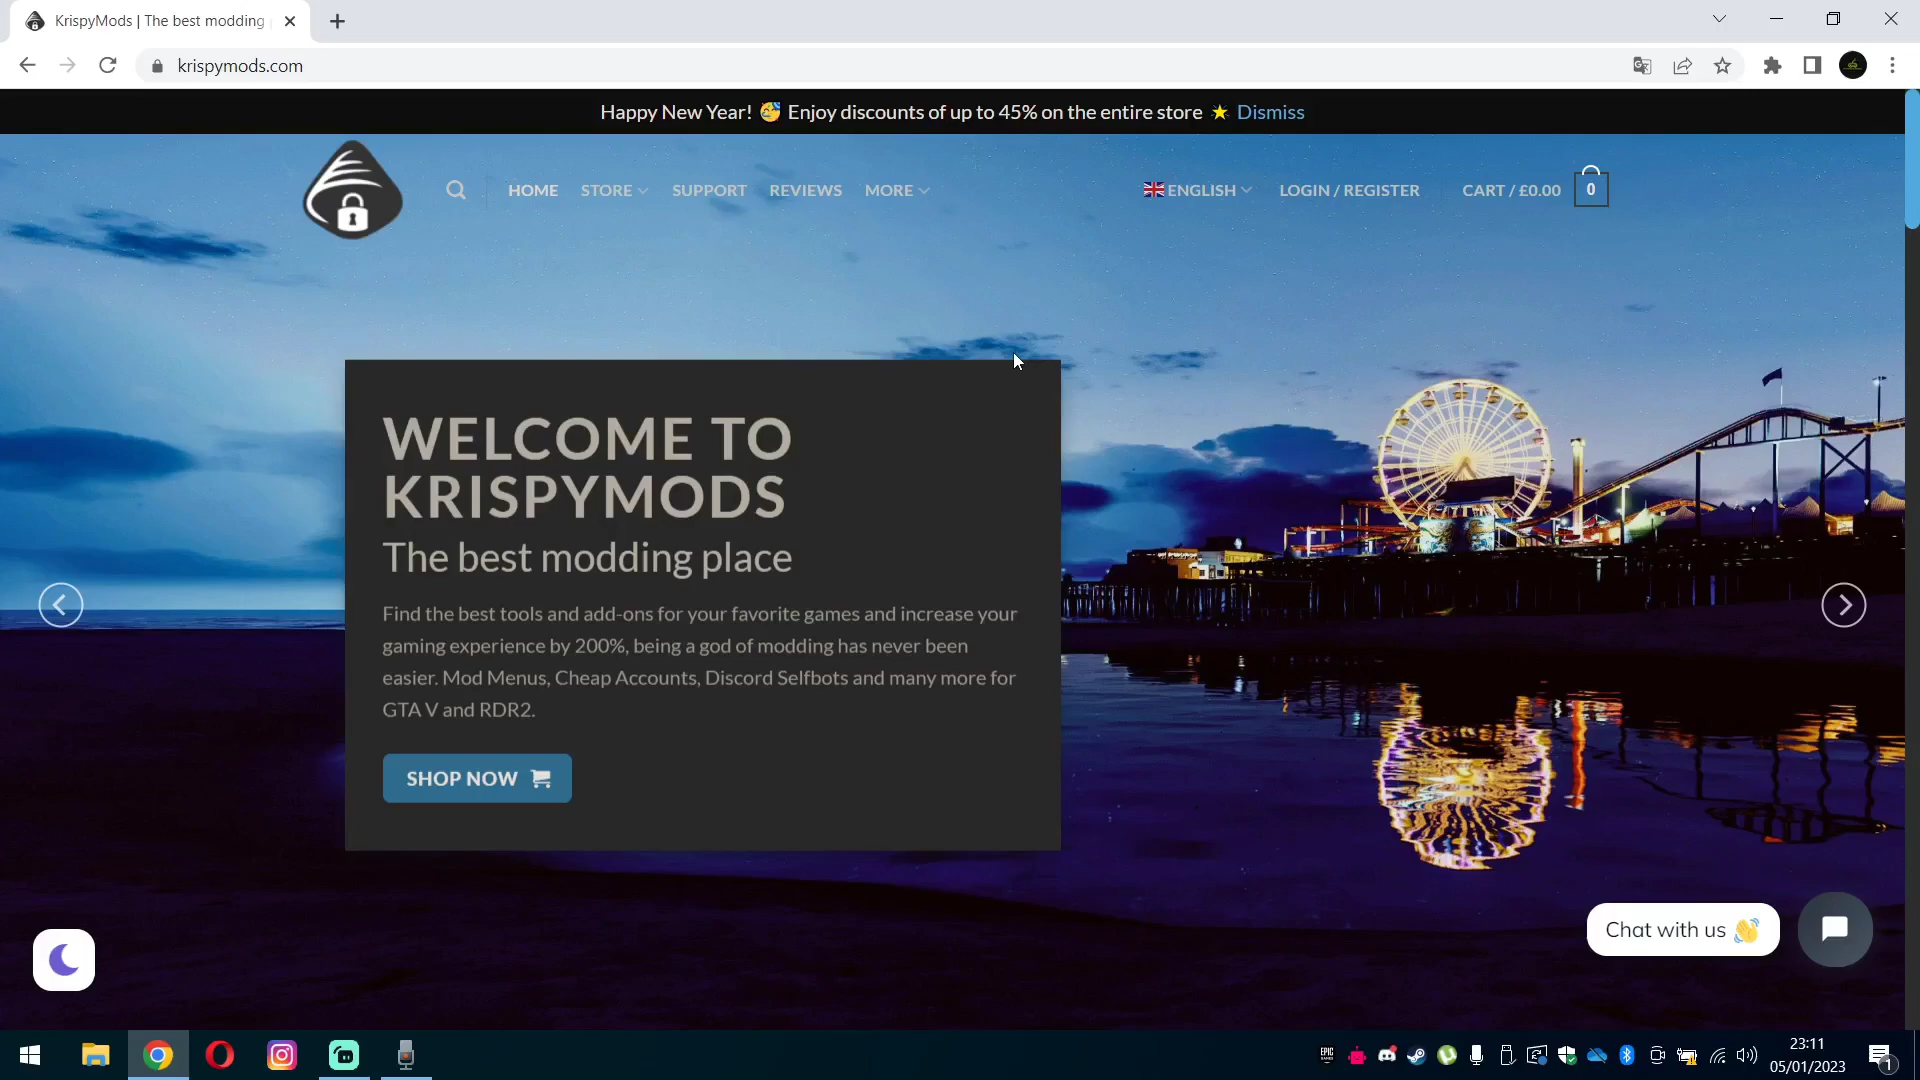 KrispyMods | The best modding
krispymods.com
Happy New Year! 🥳 Enjoy discounts of up to 45% on the entire store ⭐ Dismiss
HOME STORE SUPPORT REVIEWS MORE ENGLISH LOGIN / REGISTER CART / £0.00 0
WELCOME TO
KRISPYMODS
The best modding place
Find the best tools and add-ons for your favorite games and increase your
gaming experience by 200%, being a god of modding has never been
easier. Mod Menus, Cheap Accounts, Discord Selfbots and many more for
GTA V and RDR2.
SHOP NOW
Chat with us 👋
EPIC
GAMES
23:11
05/01/2023
1